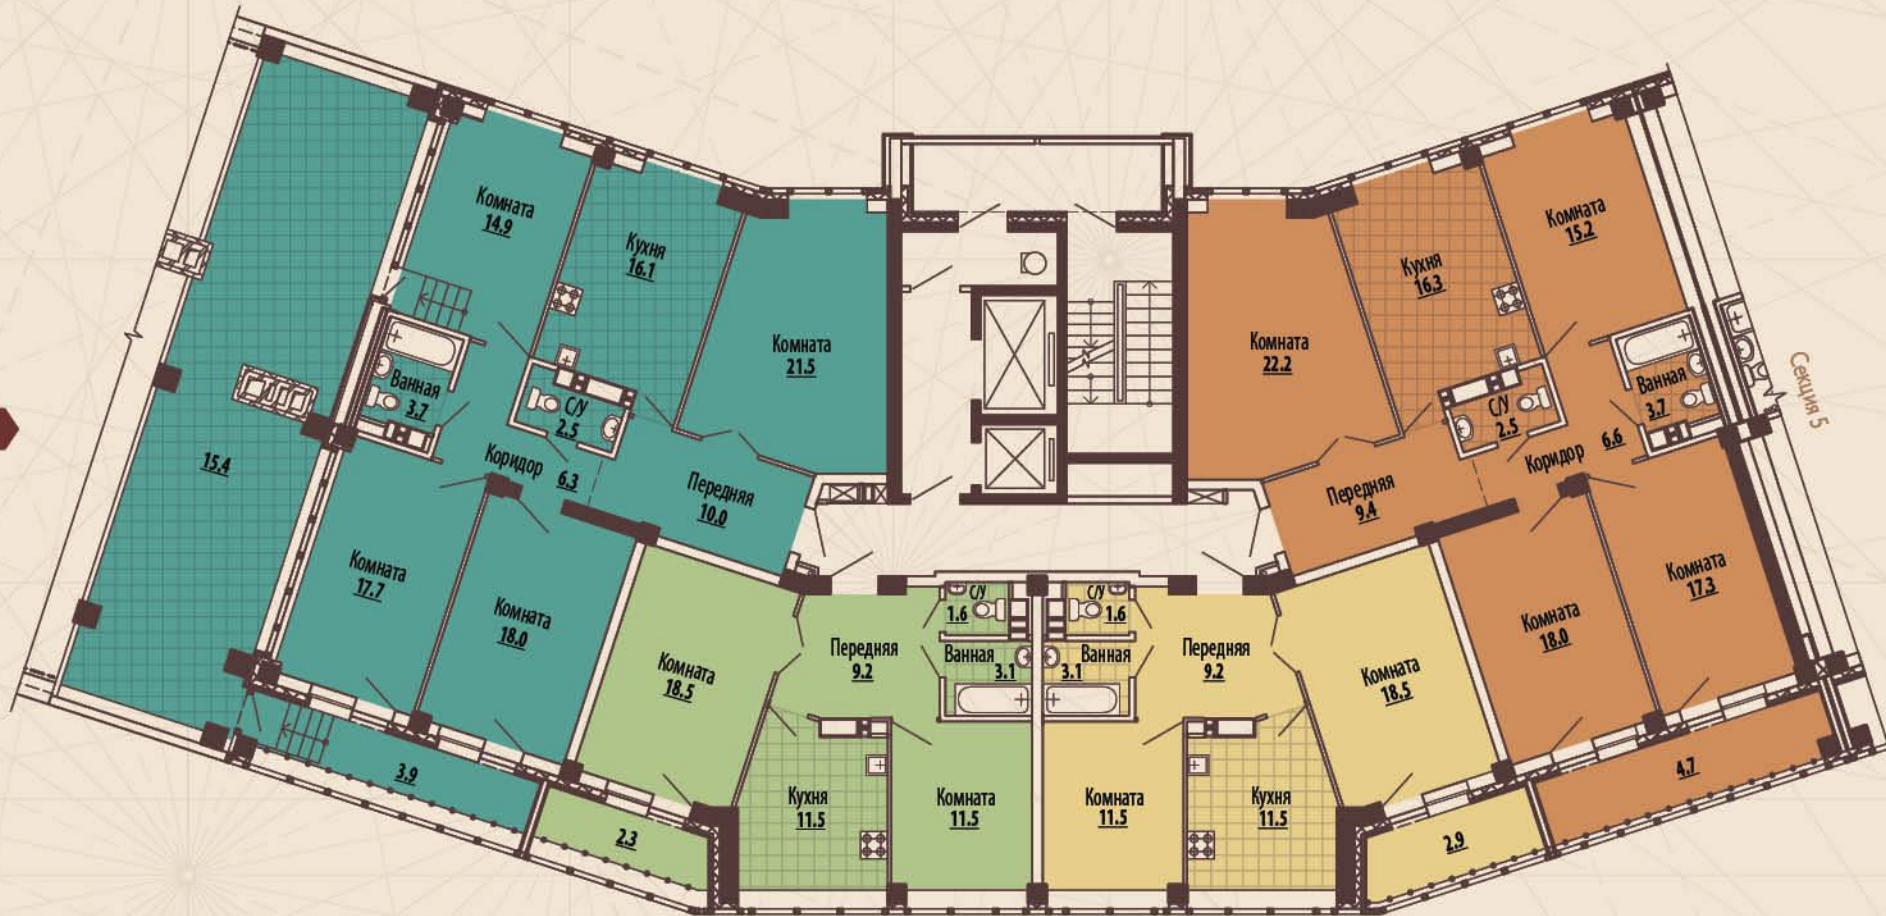 Комната
14.9
Кухня
16.1
Комната
21.5
Ванная
3.7
С/У
2.5
15.4
Коридор
6.3
Передняя
10.0
Комната
17.7
Комната
18.0
3.9
Комната
18.5
Передняя
9.2
С/У
1.6
Ванная
3.1
Кухня
11.5
Комната
11.5
2.3
С/У
1.6
Ванная
3.1
Передняя
9.2
Комната
18.5
Комната
11.5
Кухня
11.5
2.9
Комната
22.2
Кухня
16.3
Комната
15.2
Ванная
3.7
С/У
2.5
Коридор
6.6
Передняя
9.4
Комната
18.0
Комната
17.3
4.7
Секция 5